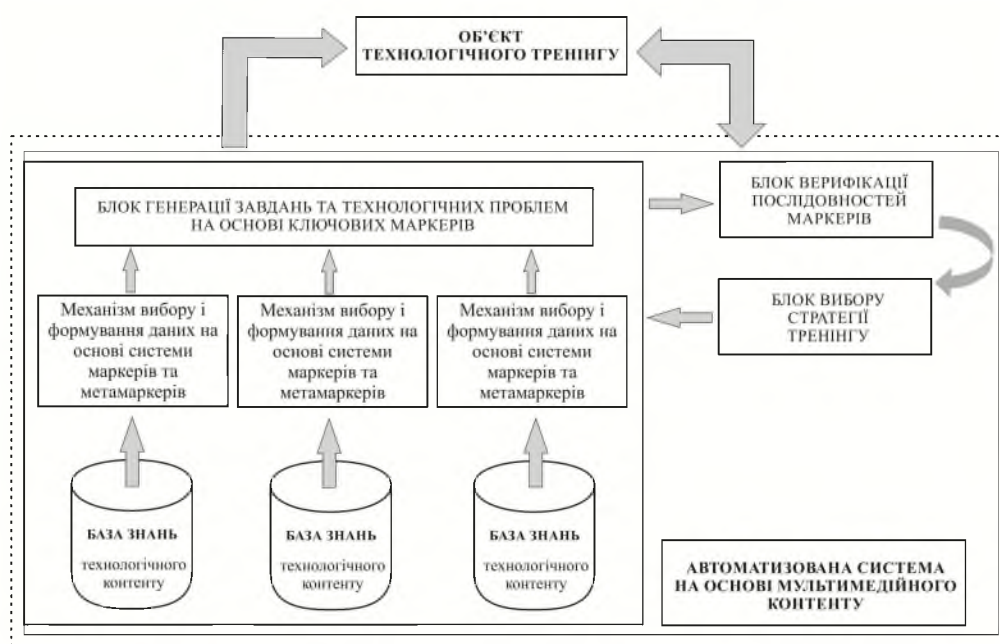 ОБ’ЄКТ
ТЕХНОЛОГІЧНОГО ТРЕНІНГУ
БЛОК ГЕНЕРАЦІЇ ЗАВДАНЬ ТА ТЕХНОЛОГІЧНИХ ПРОБЛЕМ
НА ОСНОВІ КЛЮЧОВИХ МАРКЕРІВ
БЛОК ВЕРИФІКАЦІЇ
ПОСЛІДОВНОСТЕЙ
МАРКЕРІВ
БЛОК ВИБОРУ
СТРАТЕГІЇ
ТРЕНІНГУ
Механізм вибору і
формування даних на
основі системи
маркерів та
метамаркерів
Механізм вибору і
формування даних на
основі системи
маркерів та
метамаркерів
Механізм вибору і
формування даних на
основі системи
маркерів та
метамаркерів
БАЗА ЗНАНЬ
технологічного
контенту
БАЗА ЗНАНЬ
технологічного
контенту
БАЗА ЗНАНЬ
технологічного
контенту
АВТОМАТИЗОВАНА СИСТЕМА
НА ОСНОВІ МУЛЬТИМЕДІЙНОГО
КОНТЕНТУ